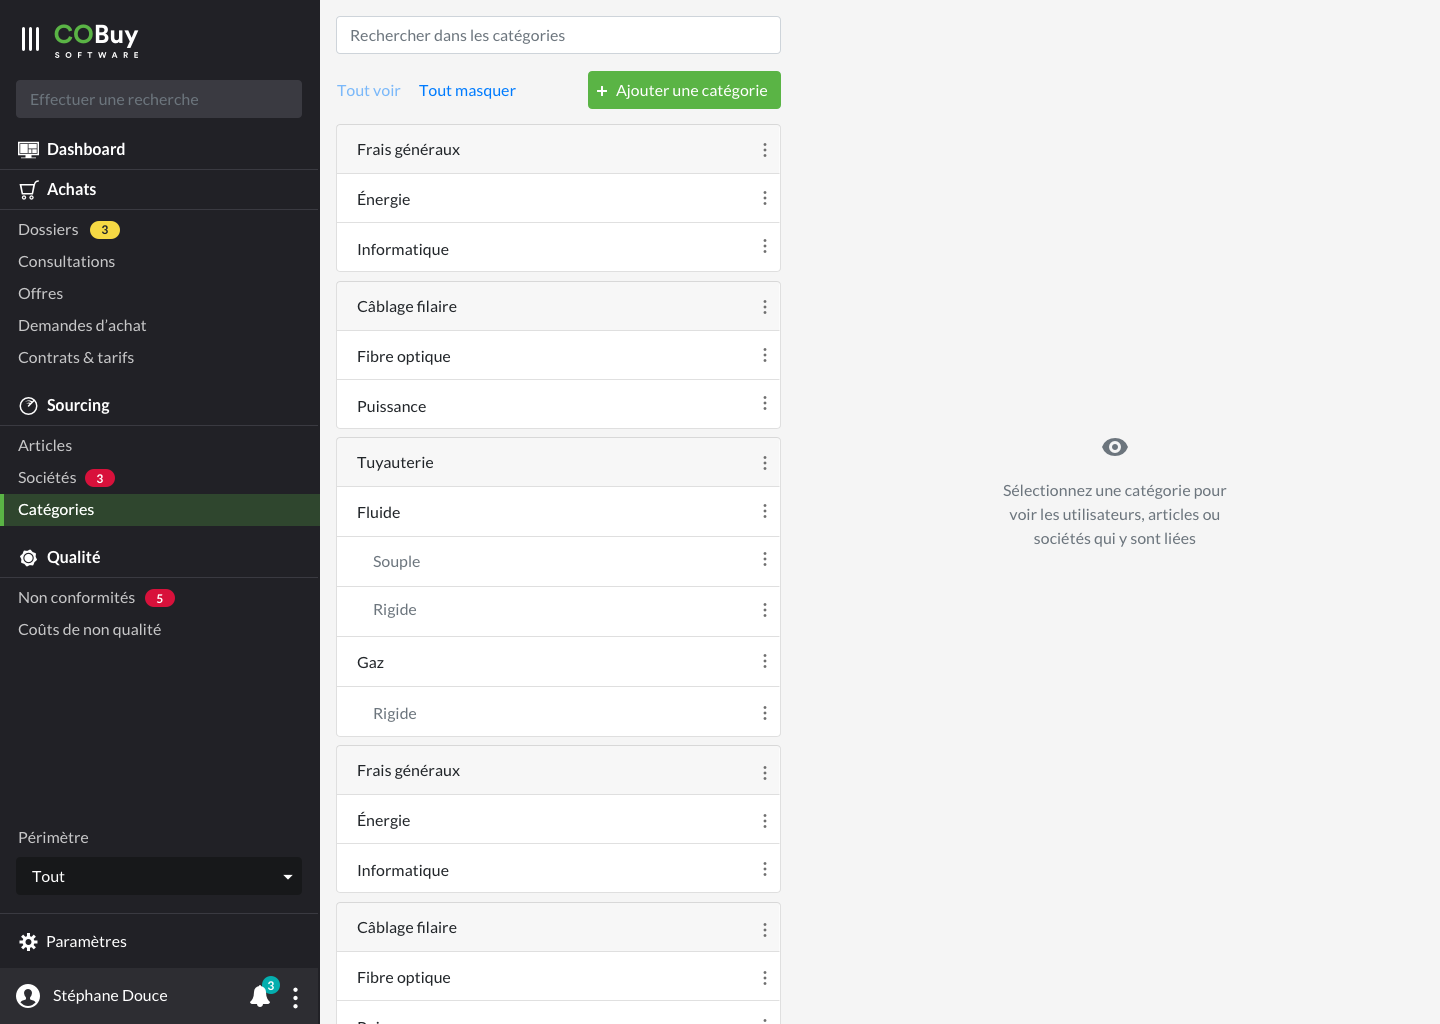 COBuy
SOFTWARE
Effectuer une recherche
Dashboard
Achats
Dossiers 3
Consultations
Offres
Demandes d’achat
Contrats & tarifs
Sourcing
Articles
Sociétés 3
Catégories
Qualité
Non conformités 5
Coûts de non qualité
Périmètre
Tout
Paramètres
Stéphane Douce 3
Rechercher dans les catégories
Tout voir Tout masquer + Ajouter une catégorie
Frais généraux
Énergie
Informatique
Câblage filaire
Fibre optique
Puissance
Tuyauterie
Fluide
Souple
Rigide
Gaz
Rigide
Frais généraux
Énergie
Informatique
Câblage filaire
Fibre optique
Sélectionnez une catégorie pour
voir les utilisateurs, articles ou
sociétés qui y sont liées